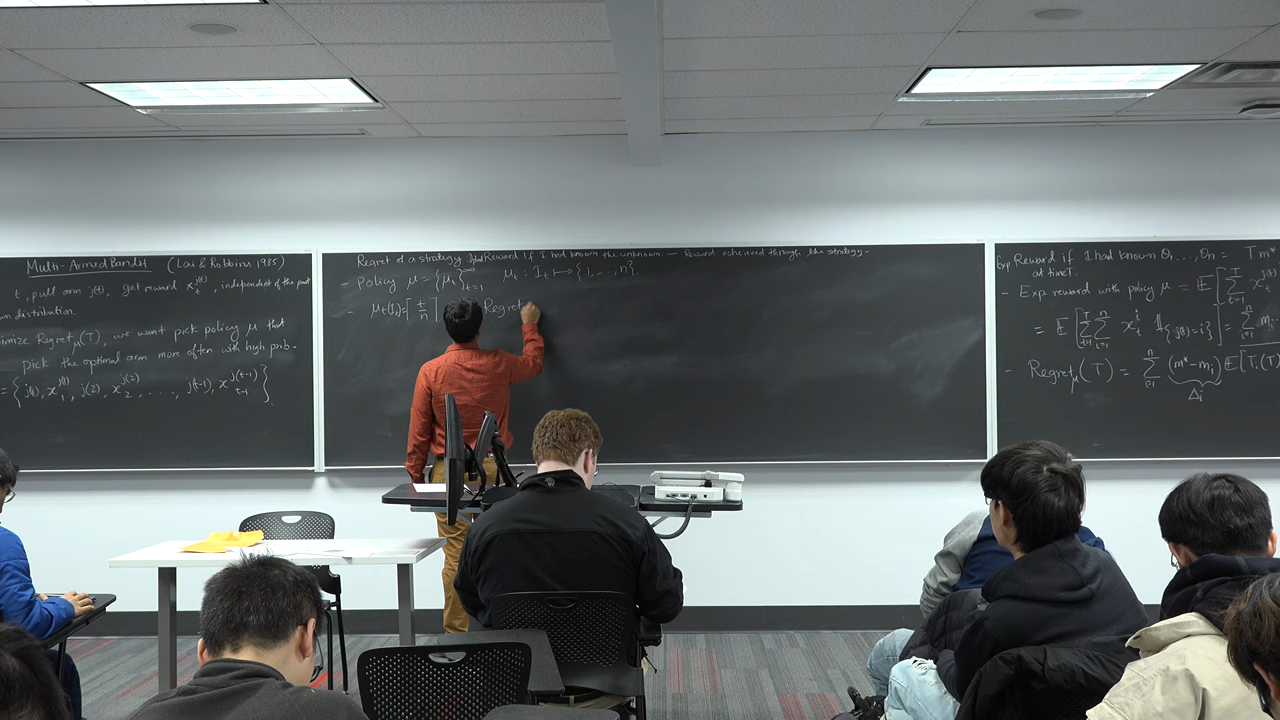 Multi-Armed Bandit (Lai & Robbins 1985)
t, pull arm j(t), get reward x_t^{j(t)}, independent of the past
distribution.
Regret_μ(T), we want pick policy μ that
pick the optimal arm more often with high prob.
= {j(1), x_1^{j(1)}, j(2), x_2^{j(2)}, . . . , j(t-1), x_{t-1}^{j(t-1)}}
Regret of a strategy Reward if I had known the unknown — Reward achieved through the strategy.
- Policy μ = {μ_t}_{t=1}^∞ μ_t : I_t ↦ {1, . . , n}.
- μ_t(I_t) = ⌈t/n⌉ Regret
Exp. Reward if I had known θ_1, . . . , θ_n = T m*
at time T.
- Exp. reward with policy μ = E[Σ_{t=1}^T x_t^{j(t)}
= E[Σ_{t=1}^T Σ_{i=1}^n x_t^i 1_{j(t)=i}] = Σ_{i=1}^n m_i
- Regret_μ(T) = Σ_{i=1}^n (m* - m_i) E[T_i(T)
Δ_i